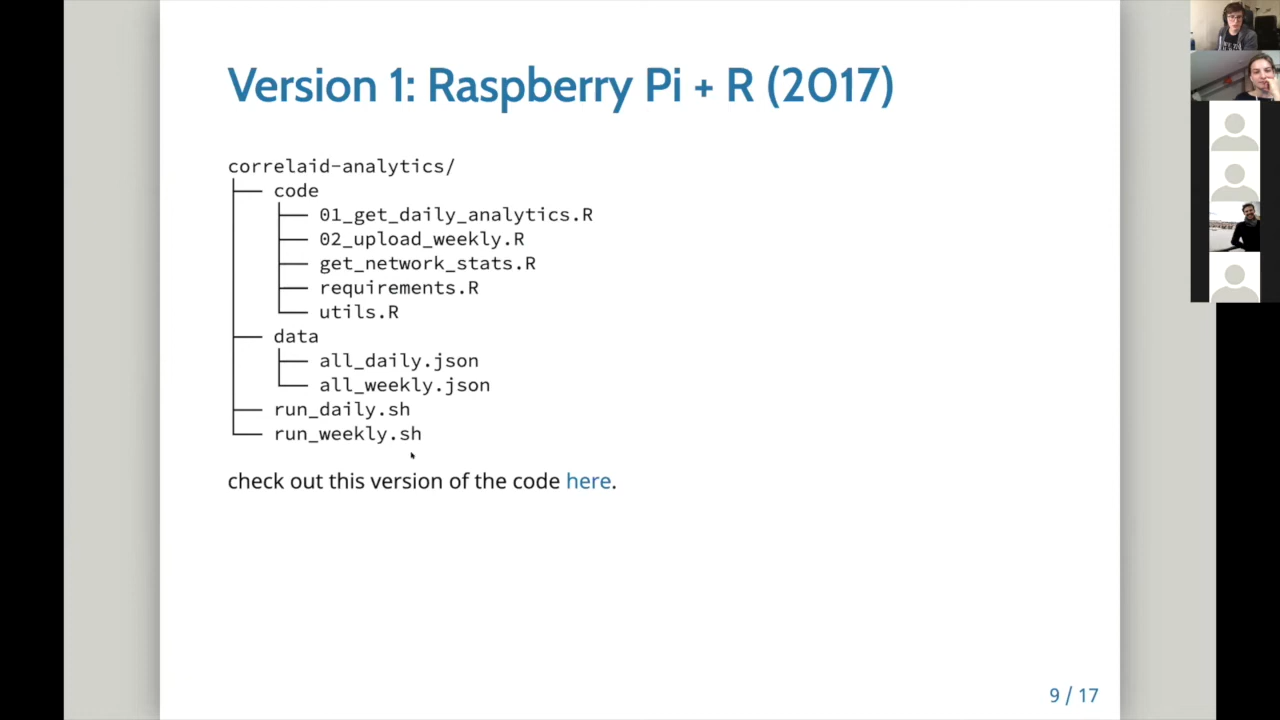 Version 1: Raspberry Pi + R (2017)
correlaid-analytics/
├── code
│   ├── 01_get_daily_analytics.R
│   ├── 02_upload_weekly.R
│   ├── get_network_stats.R
│   ├── requirements.R
│   └── utils.R
├── data
│   ├── all_daily.json
│   └── all_weekly.json
├── run_daily.sh
└── run_weekly.sh
check out this version of the code here.
9 / 17